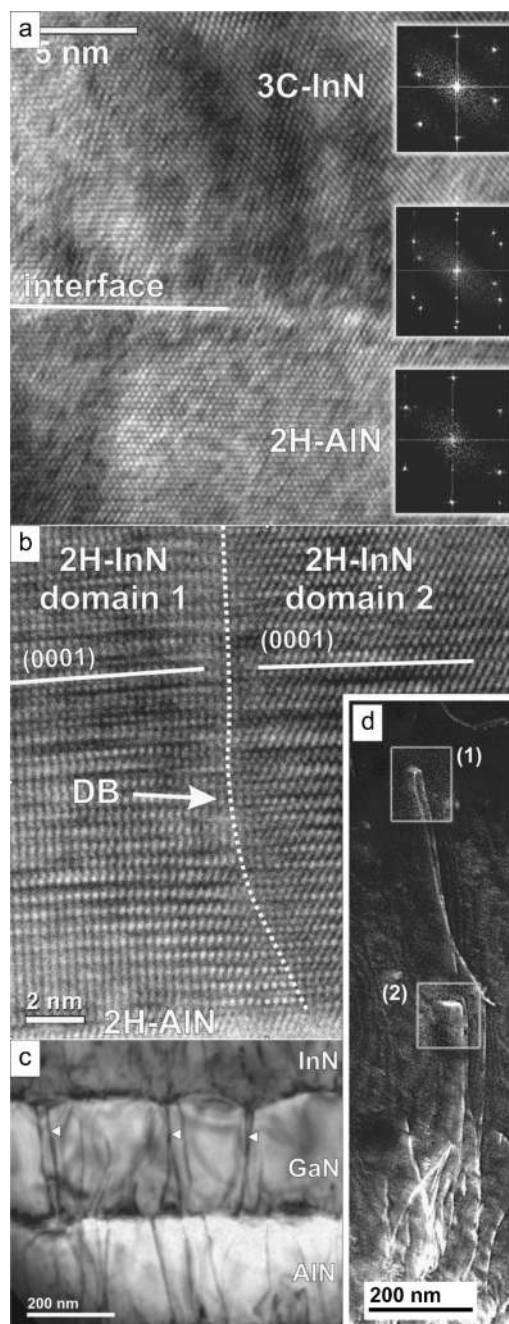 a
5 nm
3C-InN
interface
2H-AlN
b
2H-InN
domain 1
2H-InN
domain 2
(0001)
(0001)
DB
2 nm
2H-AlN
c
InN
GaN
AlN
200 nm
d
(1)
(2)
200 nm